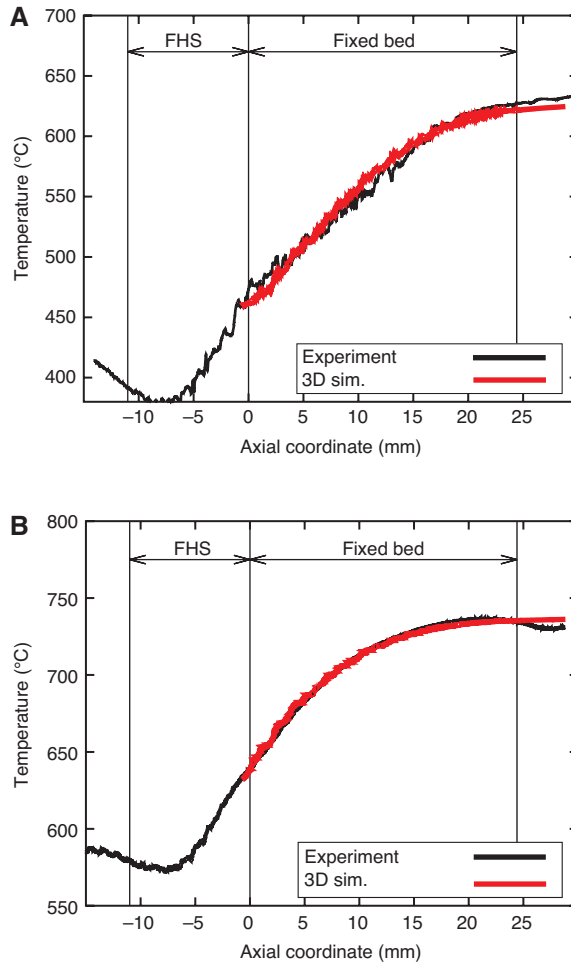 A
700
FHS
Fixed bed
650
600
550
500
450
400
Temperature (°C)
Experiment
3D sim.
−10 −5 0 5 10 15 20 25
Axial coordinate (mm)
B
800
FHS
Fixed bed
750
700
650
600
550
Temperature (°C)
Experiment
3D sim.
−10 −5 0 5 10 15 20 25
Axial coordinate (mm)